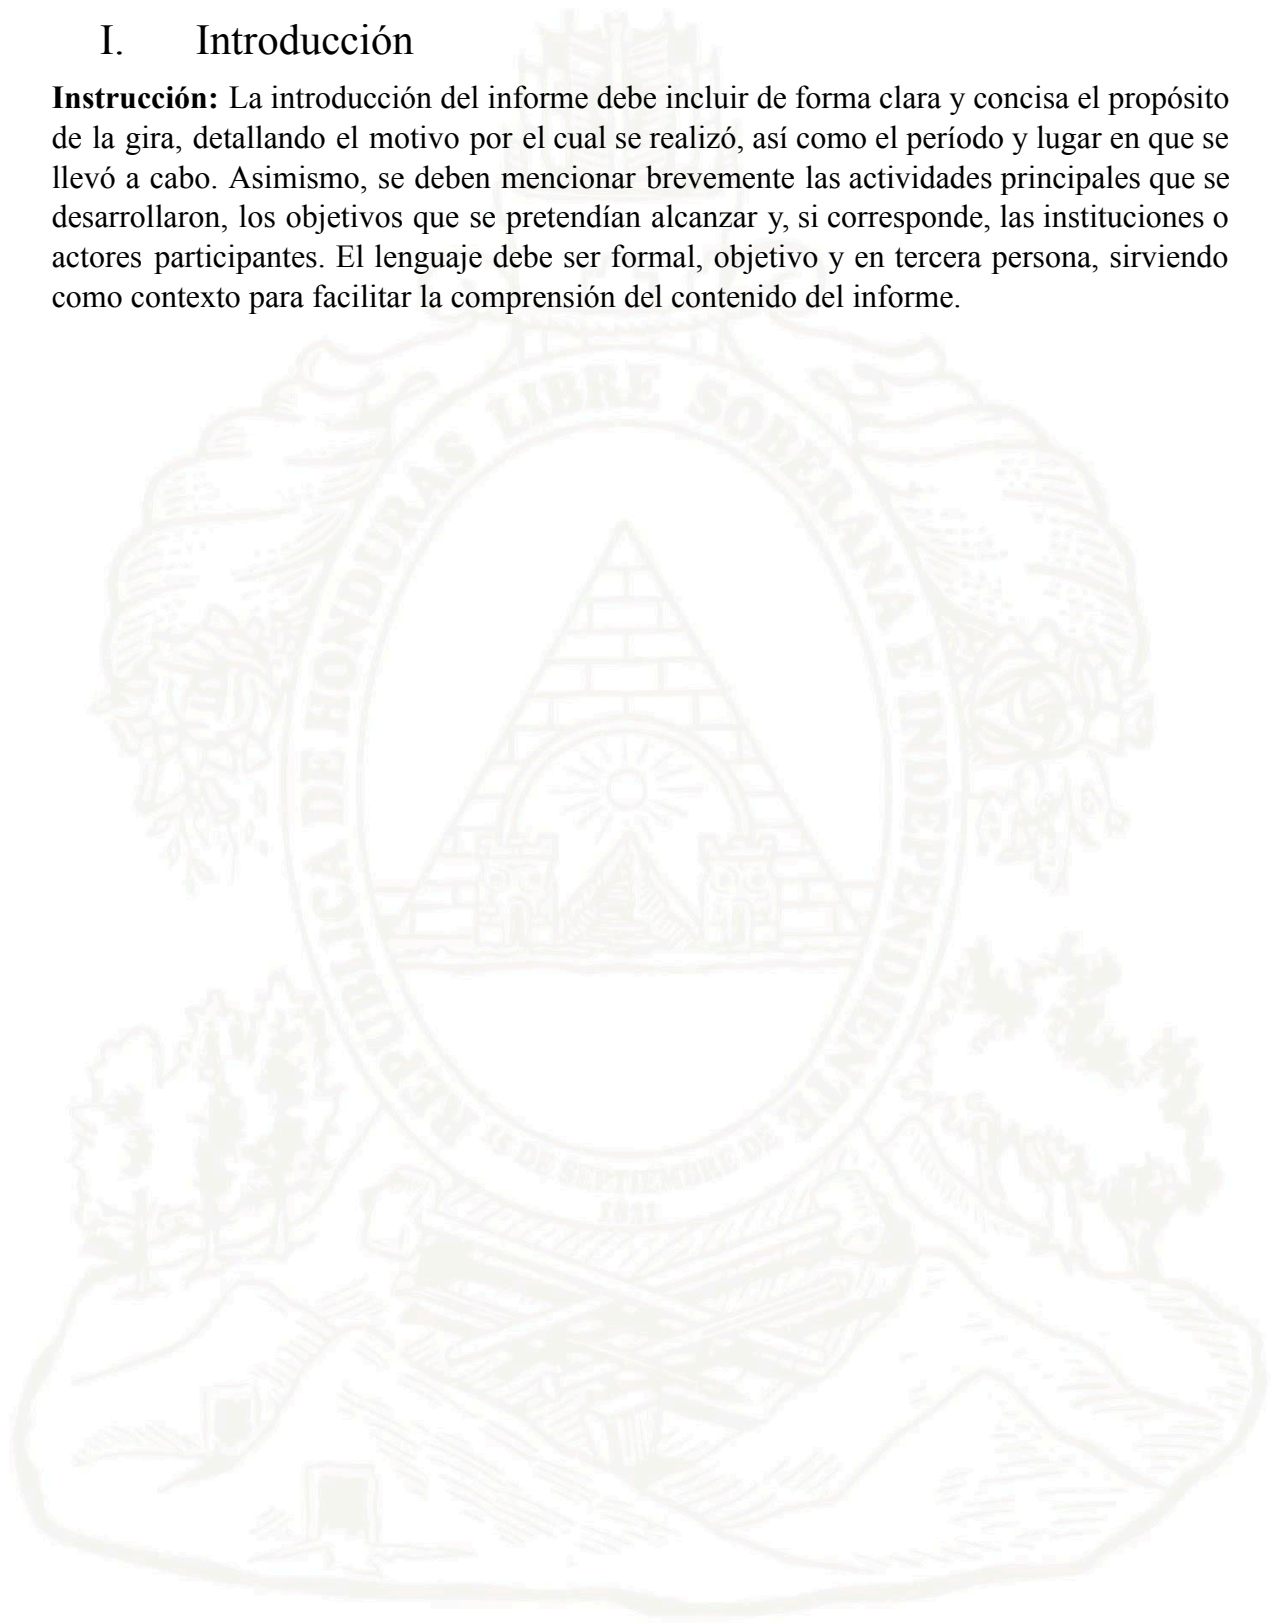 I. Introducción
Instrucción: La introducción del informe debe incluir de forma clara y concisa el propósito
de la gira, detallando el motivo por el cual se realizó, así como el período y lugar en que se
llevó a cabo. Asimismo, se deben mencionar brevemente las actividades principales que se
desarrollaron, los objetivos que se pretendían alcanzar y, si corresponde, las instituciones o
actores participantes. El lenguaje debe ser formal, objetivo y en tercera persona, sirviendo
como contexto para facilitar la comprensión del contenido del informe.
REPUBLICA DE HONDURAS LIBRE SOBERANA E INDEPENDIENTE
15 DE SEPTIEMBRE DE
1821